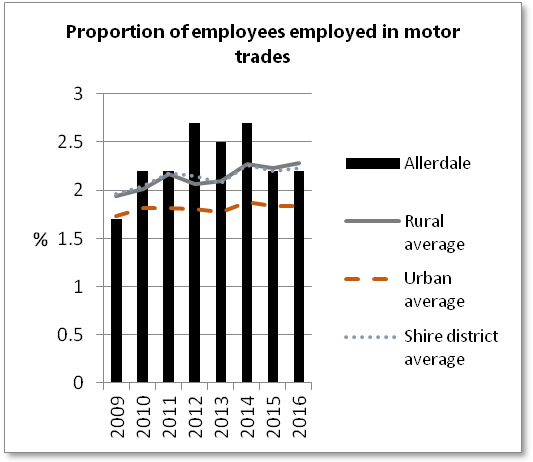 Proportion of employees employed in motor
trades
3
2.5
2
1.5
1
0.5
0
%
2009
2010
2011
2012
2013
2014
2015
2016
Allerdale
Rural
average
Urban
average
Shire district
average